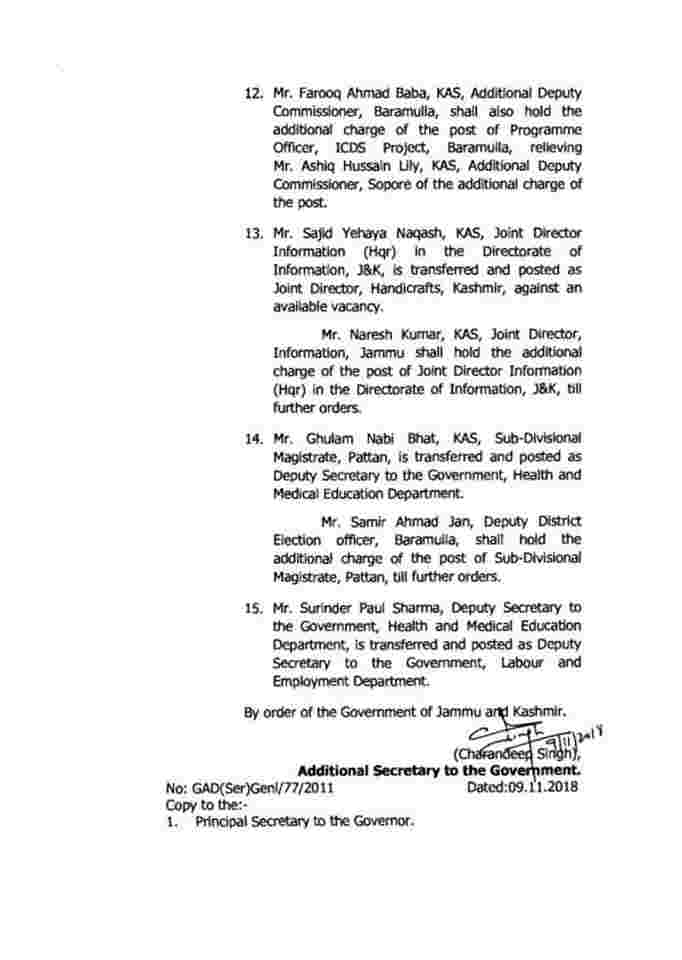 12. Mr. Farooq Ahmad Baba, KAS, Additional Deputy
Commissioner, Baramulla, shall also hold the
additional charge of the post of Programme
Officer, ICDS Project, Baramulla, relieving
Mr. Ashiq Hussain Lily, KAS, Additional Deputy
Commissioner, Sopore of the additional charge of
the post.
13. Mr. Sajid Yehaya Naqash, KAS, Joint Director
Information (Hqr) in the Directorate of
Information, J&K, is transferred and posted as
Joint Director, Handicrafts, Kashmir, against an
available vacancy.
Mr. Naresh Kumar, KAS, Joint Director,
Information, Jammu shall hold the additional
charge of the post of Joint Director Information
(Hqr) in the Directorate of Information, J&K, till
further orders.
14. Mr. Ghulam Nabi Bhat, KAS, Sub-Divisional
Magistrate, Pattan, is transferred and posted as
Deputy Secretary to the Government, Health and
Medical Education Department.
Mr. Samir Ahmad Jan, Deputy District
Election officer, Baramulla, shall hold the
additional charge of the post of Sub-Divisional
Magistrate, Pattan, till further orders.
15. Mr. Surinder Paul Sharma, Deputy Secretary to
the Government, Health and Medical Education
Department, is transferred and posted as Deputy
Secretary to the Government, Labour and
Employment Department.
By order of the Government of Jammu and Kashmir.
9/11/2018
(Charandeep Singh),
Additional Secretary to the Government.
No: GAD(Ser)Genl/77/2011 Dated:09.11.2018
Copy to the:-
1. Principal Secretary to the Governor.